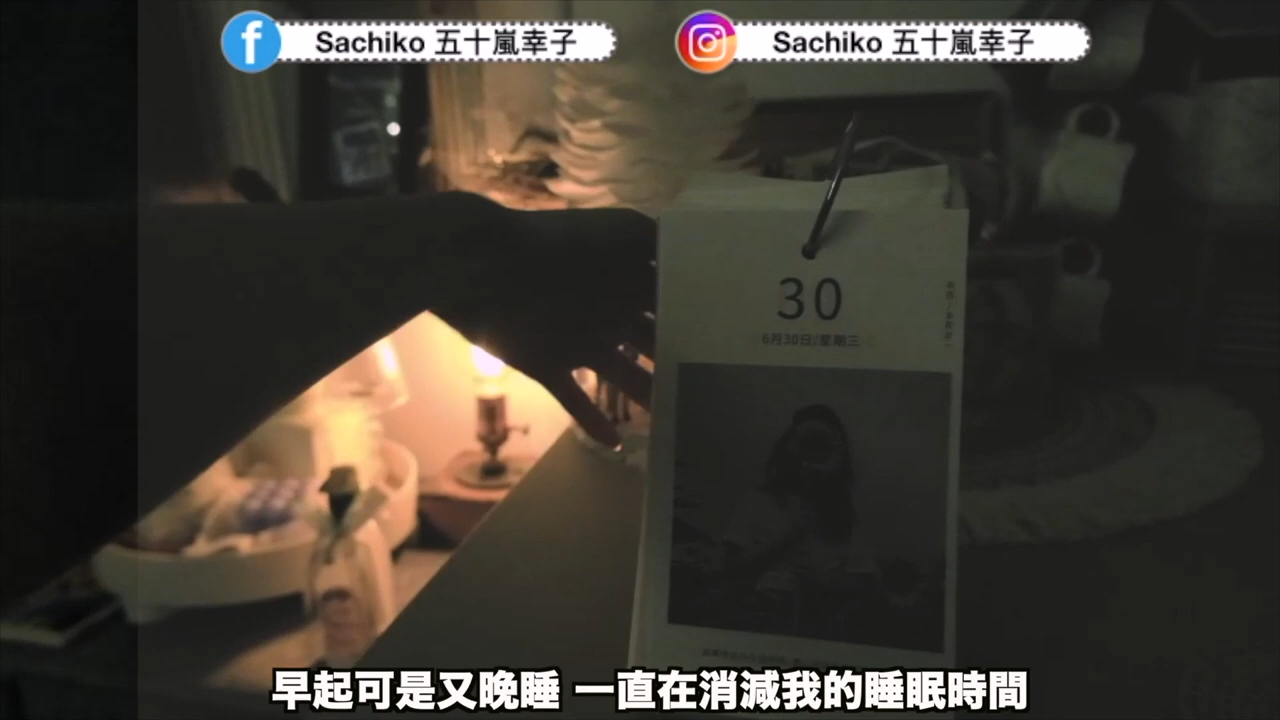 Sachiko 五十嵐幸子
Sachiko 五十嵐幸子
30
6月30日/星期三
早起可是又晚睡 一直在消減我的睡眠時間